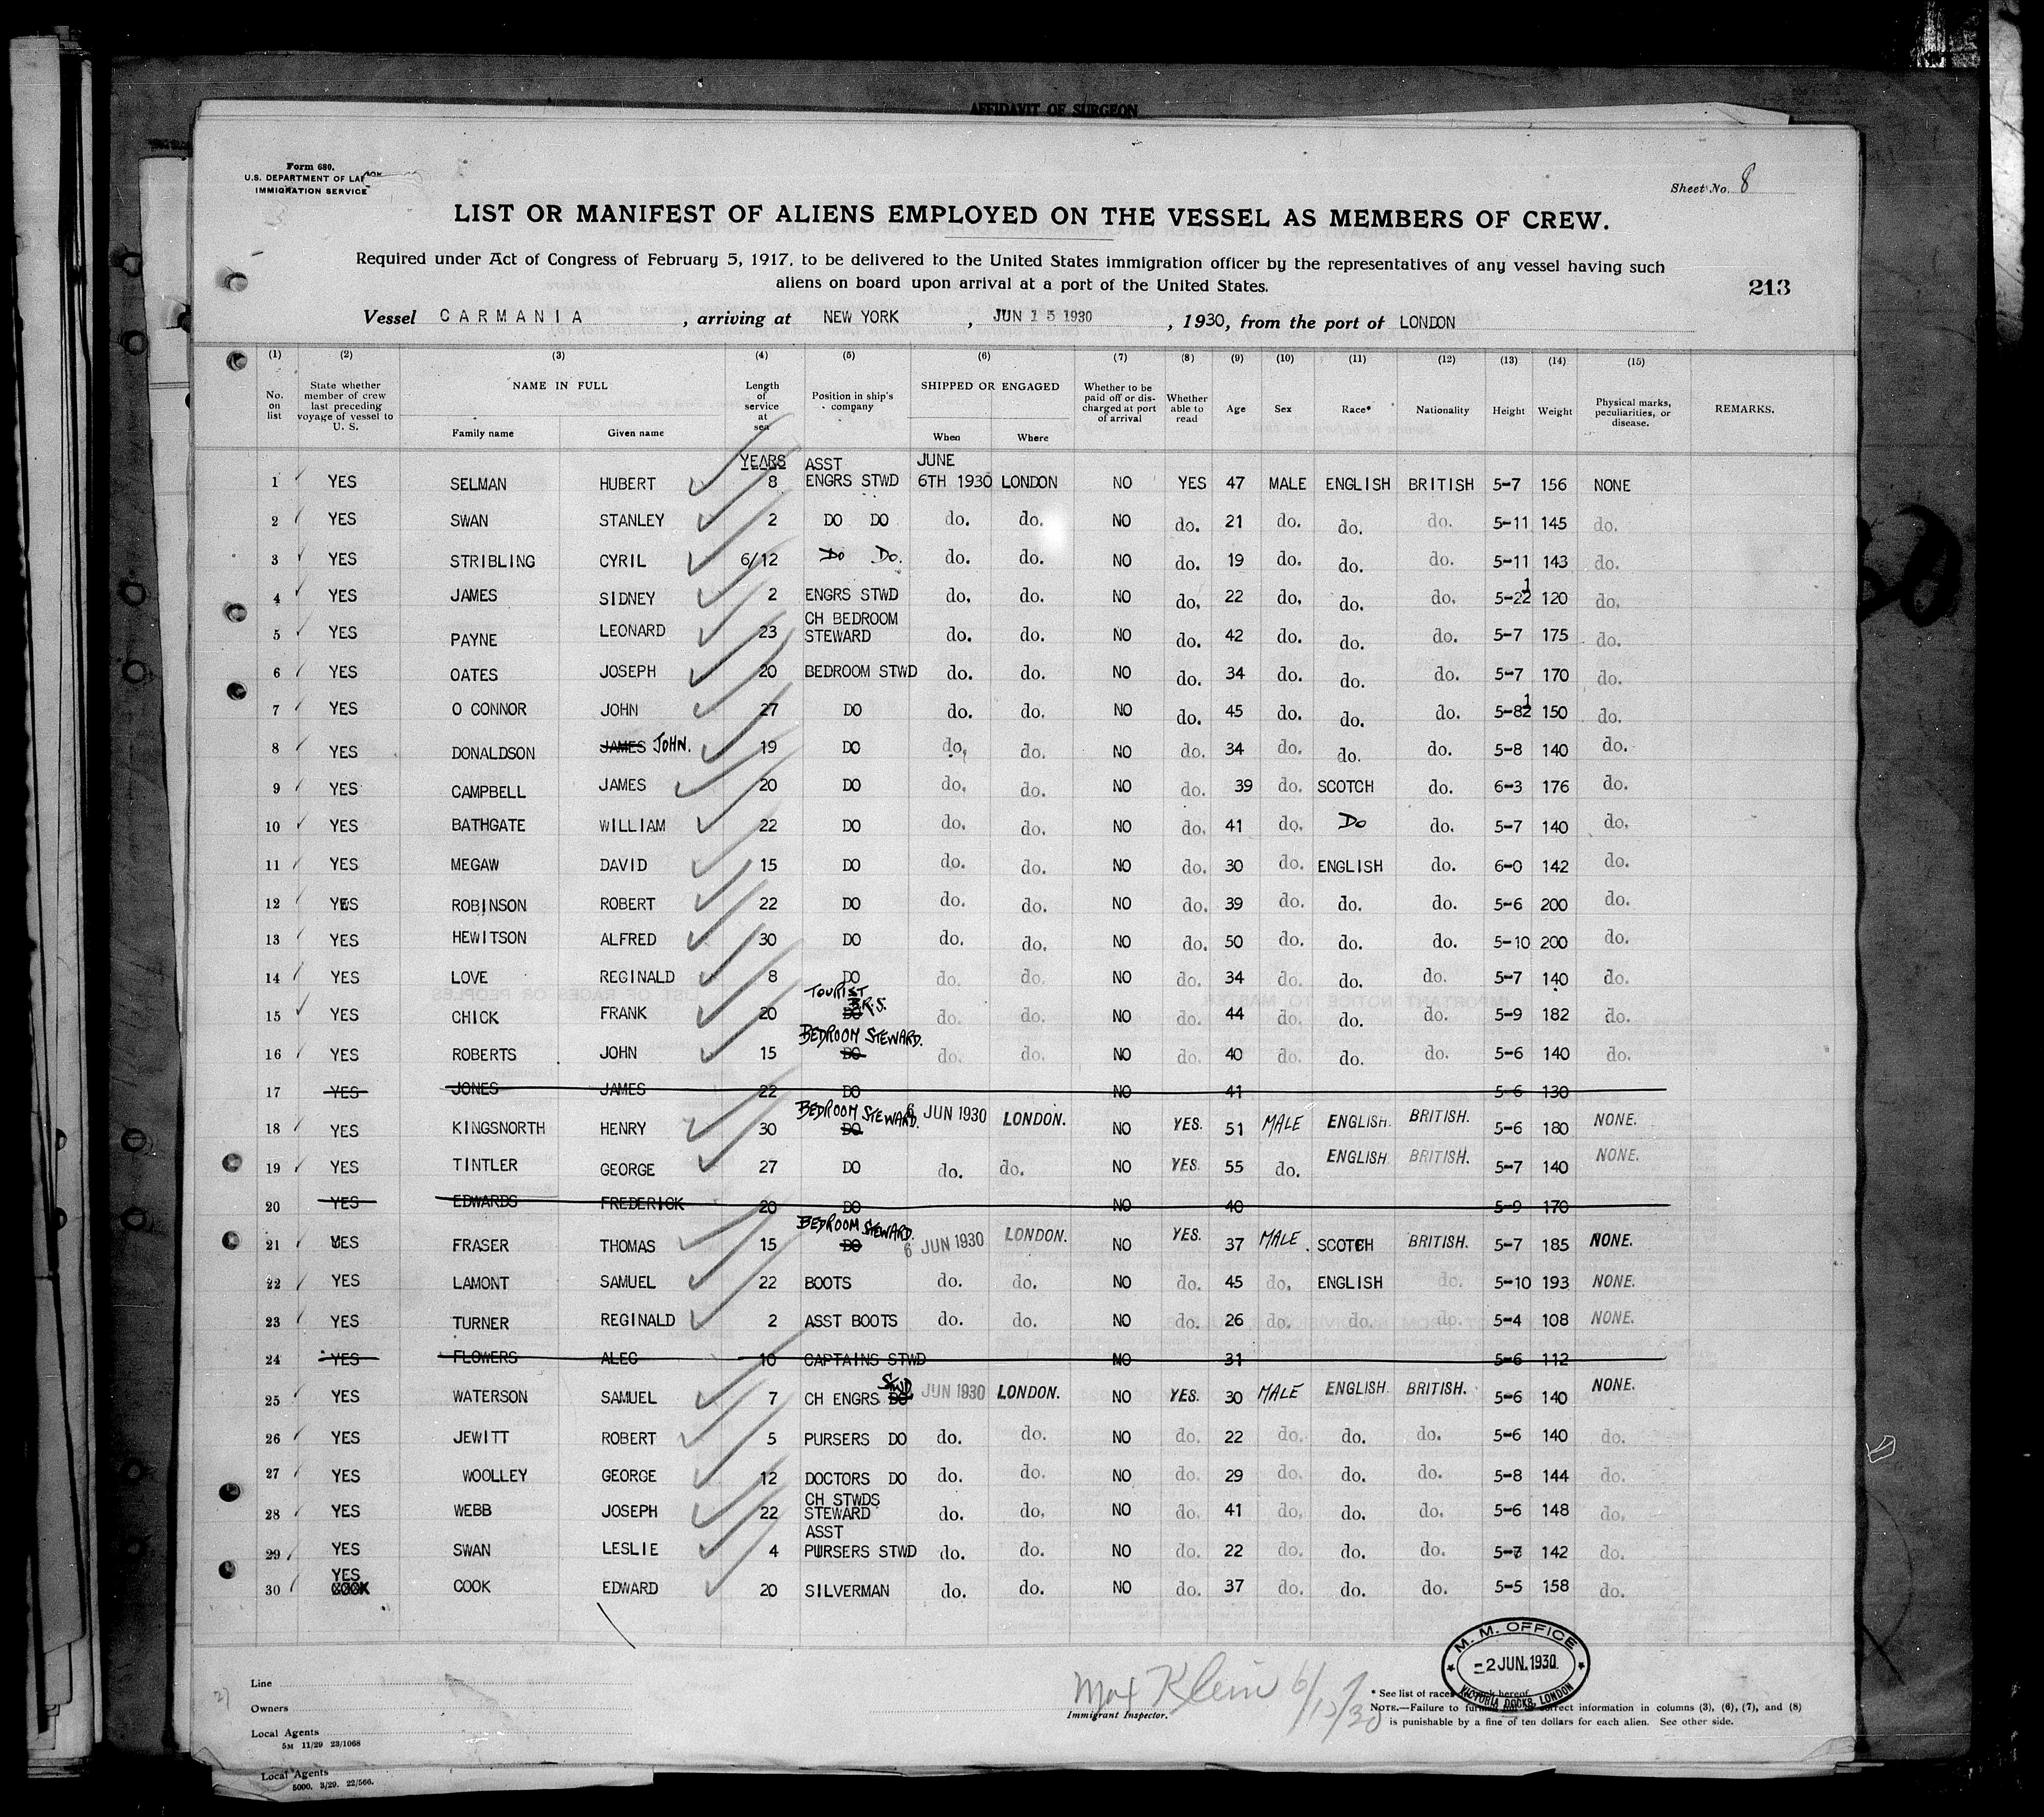 AFFIDAVIT OF SURGEON
Form 680.
U.S. DEPARTMENT OF LABOR
IMMIGRATION SERVICE
Sheet No. 8
LIST OR MANIFEST OF ALIENS EMPLOYED ON THE VESSEL AS MEMBERS OF CREW.
Required under Act of Congress of February 5, 1917, to be delivered to the United States immigration officer by the representatives of any vessel having such
aliens on board upon arrival at a port of the United States.
213
Vessel CARMANIA, arriving at NEW YORK, JUN 15 1930, 1930, from the port of LONDON
(1) (2) (3) (4) (5) (6) (7) (8) (9) (10) (11) (12) (13) (14) (15)
No. on list State whether member of crew last preceding voyage of vessel to U. S. NAME IN FULL Family name Given name Length of service at sea Position in ship's company SHIPPED OR ENGAGED When Where Whether to be paid off or discharged at port of arrival Whether able to read Age Sex Race* Nationality Height Weight Physical marks, peculiarities, or disease. REMARKS.
YEARS ASST JUNE
1 YES SELMAN HUBERT 8 ENGRS STWD 6TH 1930 LONDON NO YES 47 MALE ENGLISH BRITISH 5-7 156 NONE
2 YES SWAN STANLEY 2 DO DO do. do. NO do. 21 do. do. do. 5-11 145 do.
3 YES STRIBLING CYRIL 6/12 Do Do. do. do. NO do. 19 do. do. do. 5-11 143 do.
4 YES JAMES SIDNEY 2 ENGRS STWD do. do. NO do. 22 do. do. do. 5-2½ 120 do.
5 YES PAYNE LEONARD 23 CH BEDROOM STEWARD do. do. NO do. 42 do. do. do. 5-7 175 do.
6 YES OATES JOSEPH 20 BEDROOM STWD do. do. NO do. 34 do. do. do. 5-7 170 do.
7 YES O CONNOR JOHN 27 DO do. do. NO do. 45 do. do. do. 5-8½ 150 do.
8 YES DONALDSON JAMES JOHN. 19 DO do. do. NO do. 34 do. do. do. 5-8 140 do.
9 YES CAMPBELL JAMES 20 DO do. do. NO do. 39 do. SCOTCH do. 6-3 176 do.
10 YES BATHGATE WILLIAM 22 DO do. do. NO do. 41 do. Do do. 5-7 140 do.
11 YES MEGAW DAVID 15 DO do. do. NO do. 30 do. ENGLISH do. 6-0 142 do.
12 YES ROBINSON ROBERT 22 DO do. do. NO do. 39 do. do. do. 5-6 200 do.
13 YES HEWITSON ALFRED 30 DO do. do. NO do. 50 do. do. do. 5-10 200 do.
14 YES LOVE REGINALD 8 DO do. do. NO do. 34 do. do. do. 5-7 140 do.
15 YES CHICK FRANK 20 TOURIST B.R.S. DO do. do. NO do. 44 do. do. do. 5-9 182 do.
16 YES ROBERTS JOHN 15 BEDROOM STEWARD. DO do. do. NO do. 40 do. do. do. 5-6 140 do.
17 YES JONES JAMES 22 DO NO 41 5-6 130
18 YES KINGSNORTH HENRY 30 BEDROOM STEWARD. DO 6 JUN 1930 LONDON. NO YES. 51 MALE ENGLISH. BRITISH. 5-6 180 NONE.
19 YES TINTLER GEORGE 27 DO do. do. NO YES. 55 do. ENGLISH BRITISH. 5-7 140 NONE.
20 YES EDWARDS FREDERICK 20 DO NO 40 5-9 170
21 YES FRASER THOMAS 15 BEDROOM STEWARD. DO 6 JUN 1930 LONDON. NO YES. 37 MALE. SCOTCH BRITISH. 5-7 185 NONE.
22 YES LAMONT SAMUEL 22 BOOTS do. do. NO do. 45 do. ENGLISH do. 5-10 193 NONE.
23 YES TURNER REGINALD 2 ASST BOOTS do. do. NO do. 26 do. do. do. 5-4 108 NONE.
24 YES FLOWERS ALEC 10 CAPTAINS STWD NO 31 5-6 112
25 YES WATERSON SAMUEL 7 CH ENGRS DO STWD JUN 1930 LONDON. NO YES. 30 MALE ENGLISH. BRITISH. 5-6 140 NONE.
26 YES JEWITT ROBERT 5 PURSERS DO do. do. NO do. 22 do. do. do. 5-6 140 do.
27 YES WOOLLEY GEORGE 12 DOCTORS DO do. do. NO do. 29 do. do. do. 5-8 144 do.
28 YES WEBB JOSEPH 22 CH STWDS STEWARD do. do. NO do. 41 do. do. do. 5-6 148 do.
29 YES SWAN LESLIE 4 ASST PURSERS STWD do. do. NO do. 22 do. do. do. 5-7 142 do.
30 YES COOK COOK EDWARD 20 SILVERMAN do. do. NO do. 37 do. do. do. 5-5 158 do.
M. M. OFFICE
2 JUN. 1930
VICTORIA DOCKS, LONDON
Line
Owners
Local Agents
5M 11/29 23/1068
Max Klein 6/15/30
Immigrant Inspector.
* See list of races on back hereof.
NOTE.—Failure to furnish correct information in columns (3), (6), (7), and (8)
is punishable by a fine of ten dollars for each alien. See other side.
Local Agents
5000. 3/29. 22/566.